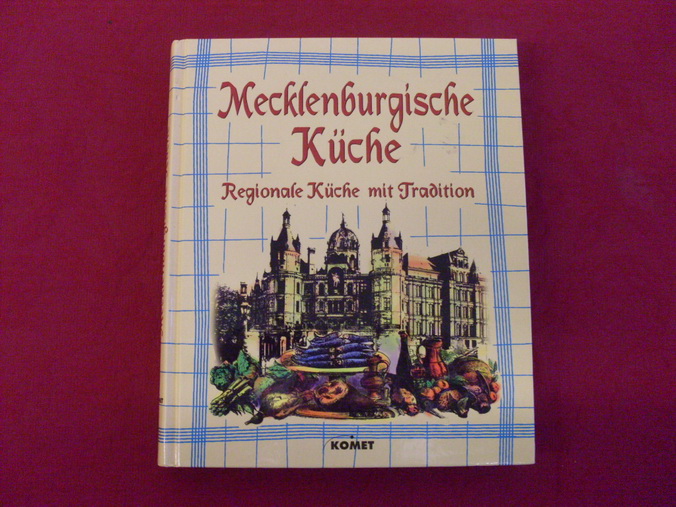 Mecklenburgische
Küche
Regionale Küche mit Tradition
KOMET